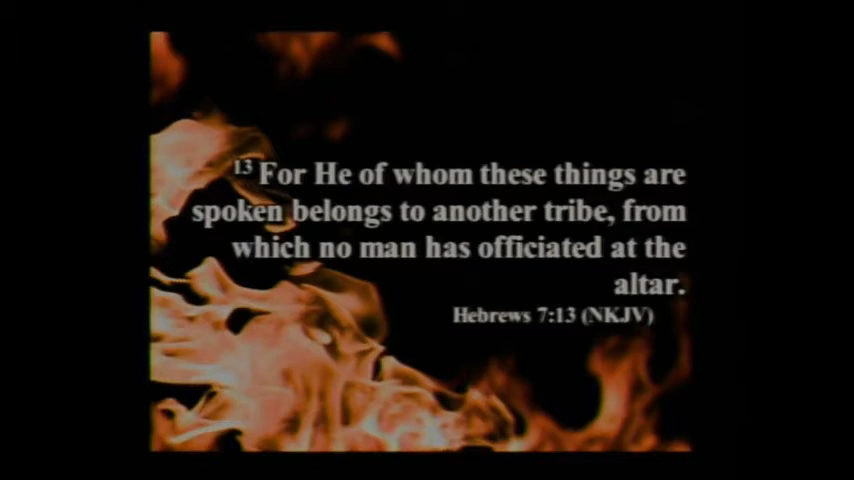 13 For He of whom these things are
spoken belongs to another tribe, from
which no man has officiated at the
altar.
Hebrews 7:13 (NKJV)